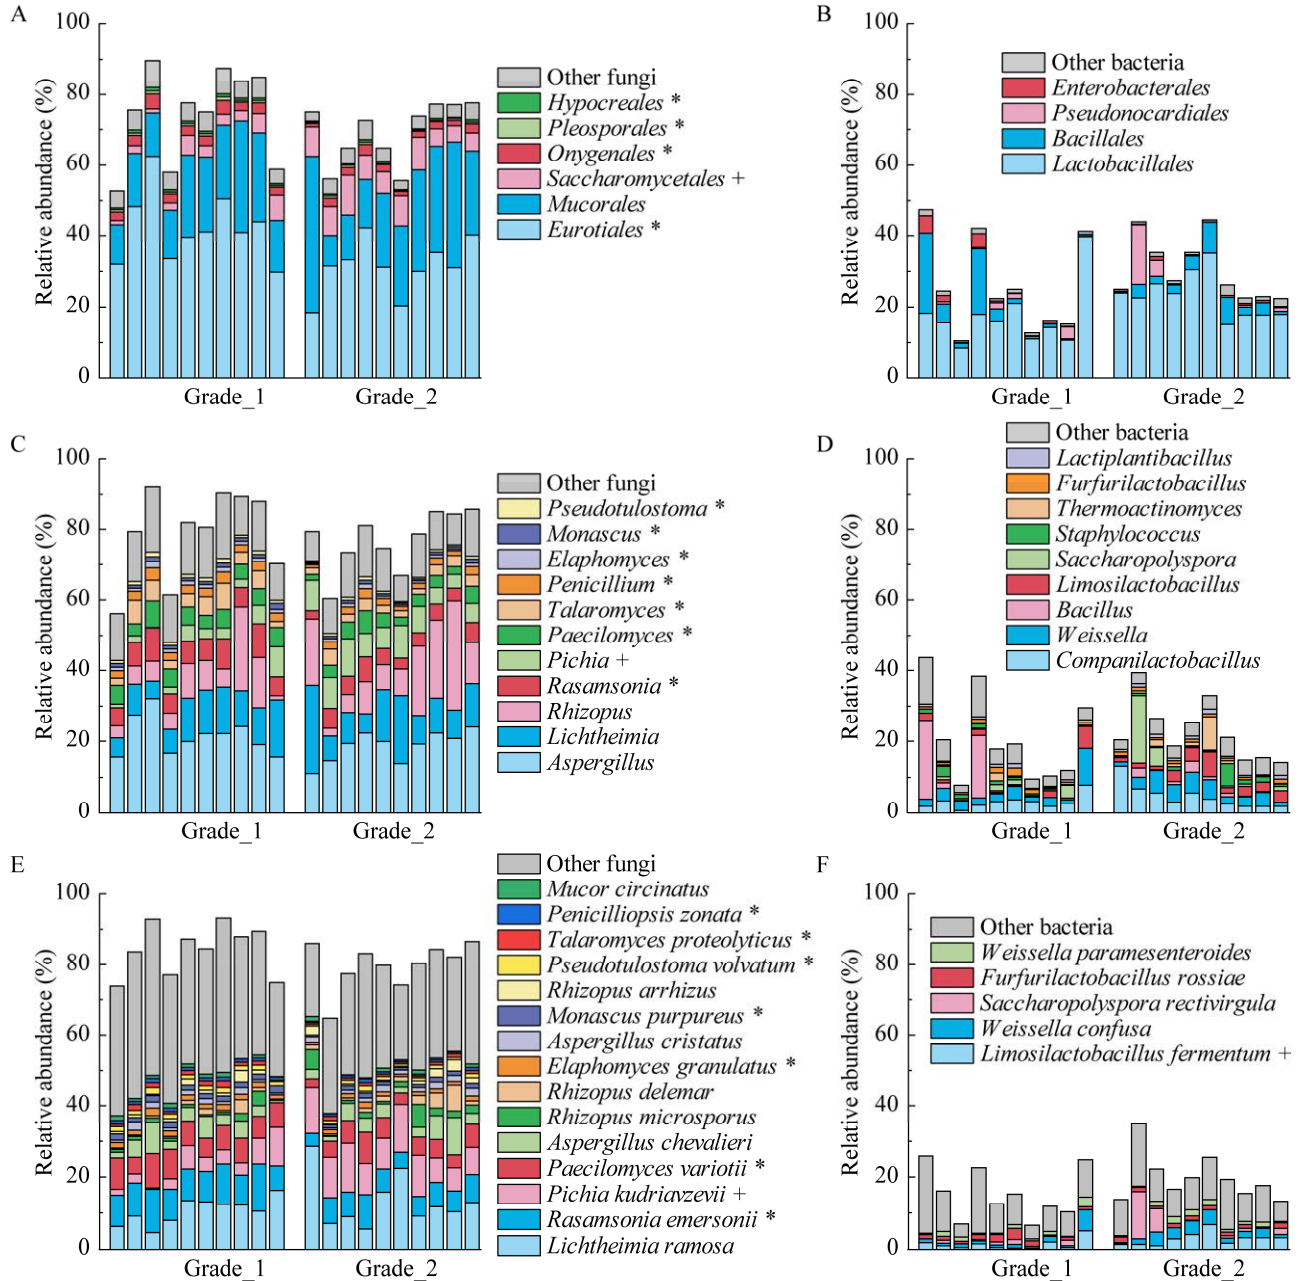 A
Relative abundance (%)
100
80
60
40
20
0
Grade_1
Grade_2
Other fungi
Hypocreales *
Pleosporales *
Onygenales *
Saccharomycetales +
Mucorales
Eurotiales *
B
Relative abundance (%)
100
80
60
40
20
0
Grade_1
Grade_2
Other bacteria
Enterobacterales
Pseudonocardiales
Bacillales
Lactobacillales
C
Relative abundance (%)
100
80
60
40
20
0
Grade_1
Grade_2
Other fungi
Pseudotulostoma *
Monascus *
Elaphomyces *
Penicillium *
Talaromyces *
Paecilomyces *
Pichia +
Rasamsonia *
Rhizopus
Lichtheimia
Aspergillus
D
Relative abundance (%)
100
80
60
40
20
0
Grade_1
Grade_2
Other bacteria
Lactiplantibacillus
Furfurilactobacillus
Thermoactinomyces
Staphylococcus
Saccharopolyspora
Limosilactobacillus
Bacillus
Weissella
Companilactobacillus
E
Relative abundance (%)
100
80
60
40
20
0
Grade_1
Grade_2
Other fungi
Mucor circinatus
Penicilliopsis zonata *
Talaromyces proteolyticus *
Pseudotulostoma volvatum *
Rhizopus arrhizus
Monascus purpureus *
Aspergillus cristatus
Elaphomyces granulatus *
Rhizopus delemar
Rhizopus microsporus
Aspergillus chevalieri
Paecilomyces variotii *
Pichia kudriavzevii +
Rasamsonia emersonii *
Lichtheimia ramosa
F
Relative abundance (%)
100
80
60
40
20
0
Grade_1
Grade_2
Other bacteria
Weissella paramesenteroides
Furfurilactobacillus rossiae
Saccharopolyspora rectivirgula
Weissella confusa
Limosilactobacillus fermentum +